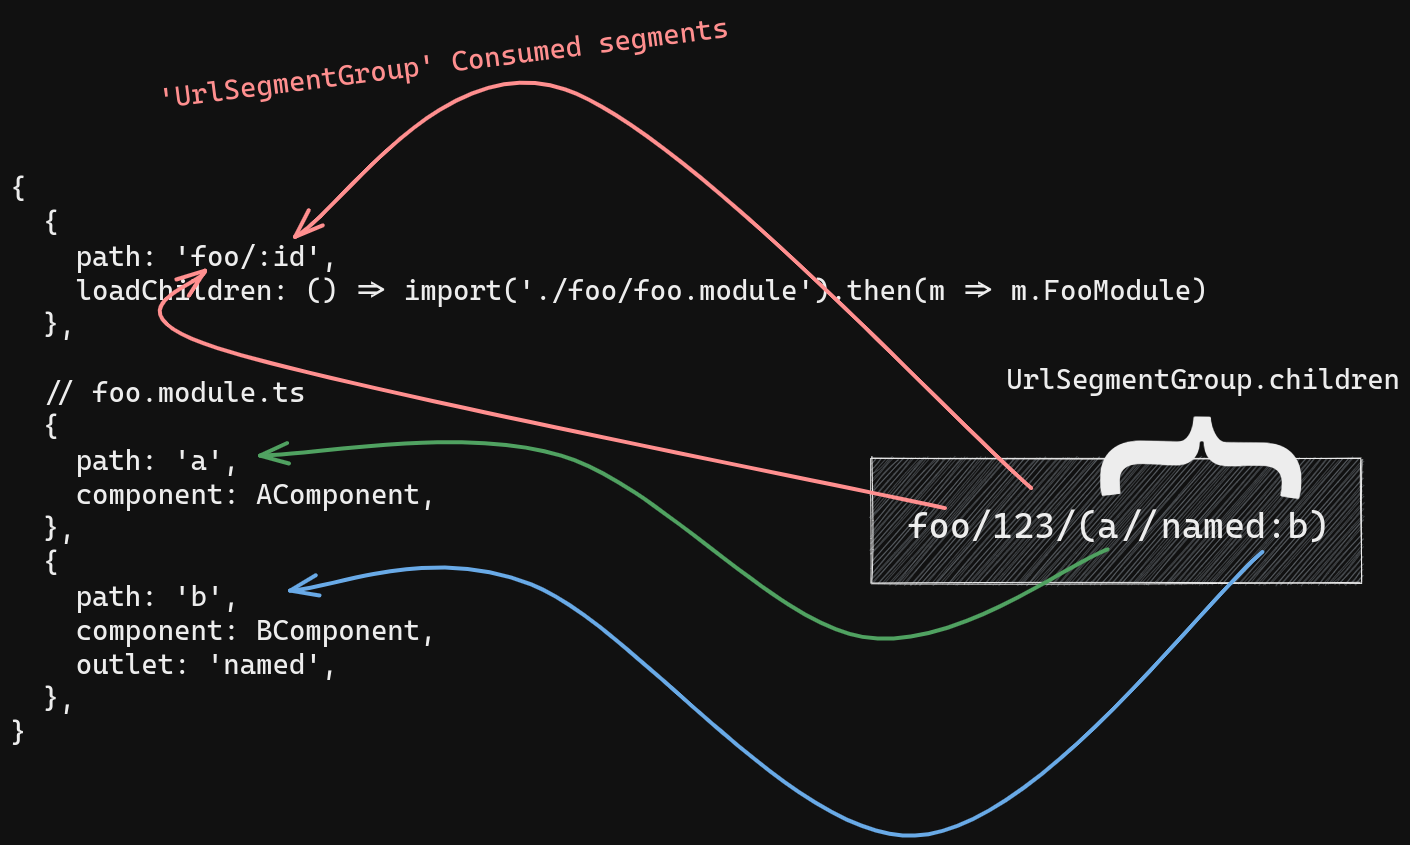 'UrlSegmentGroup' Consumed segments
{
  {
    path: 'foo/:id',
    loadChildren: () => import('./foo/foo.module').then(m => m.FooModule)
  },

  // foo.module.ts
  {
    path: 'a',
    component: AComponent,
  },
  {
    path: 'b',
    component: BComponent,
    outlet: 'named',
  },
}
UrlSegmentGroup.children
foo/123/(a//named:b)